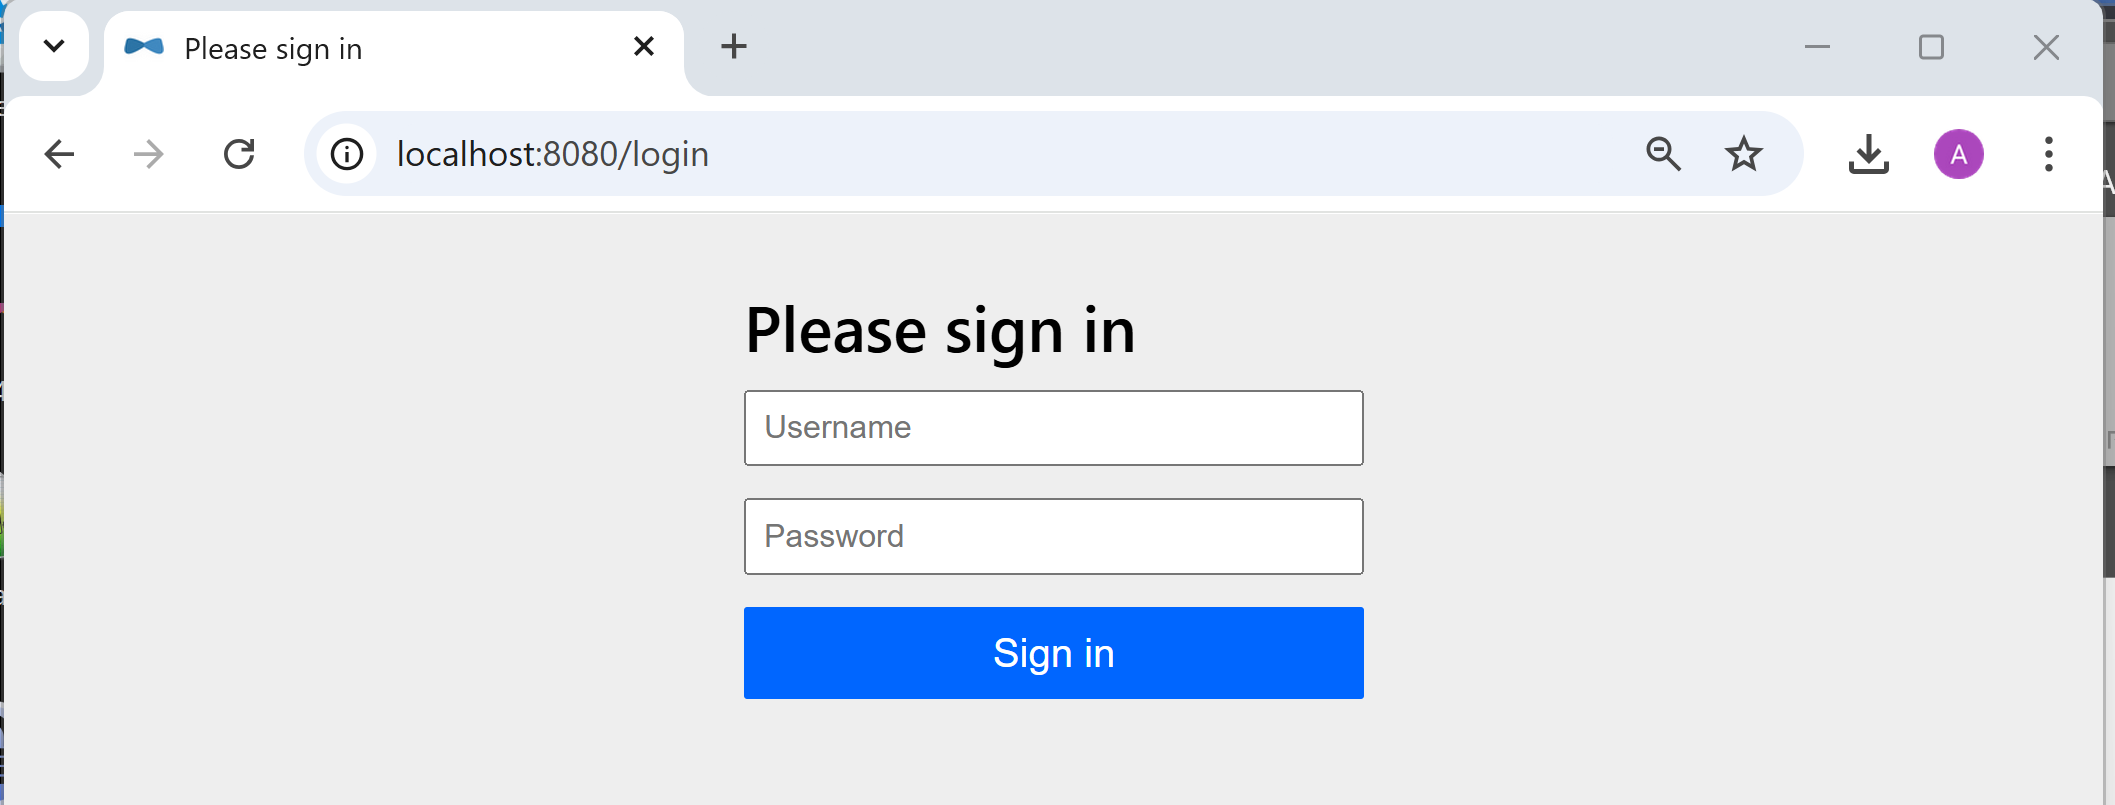 Please sign in
localhost:8080/login
A
Please sign in
Username
Password
Sign in